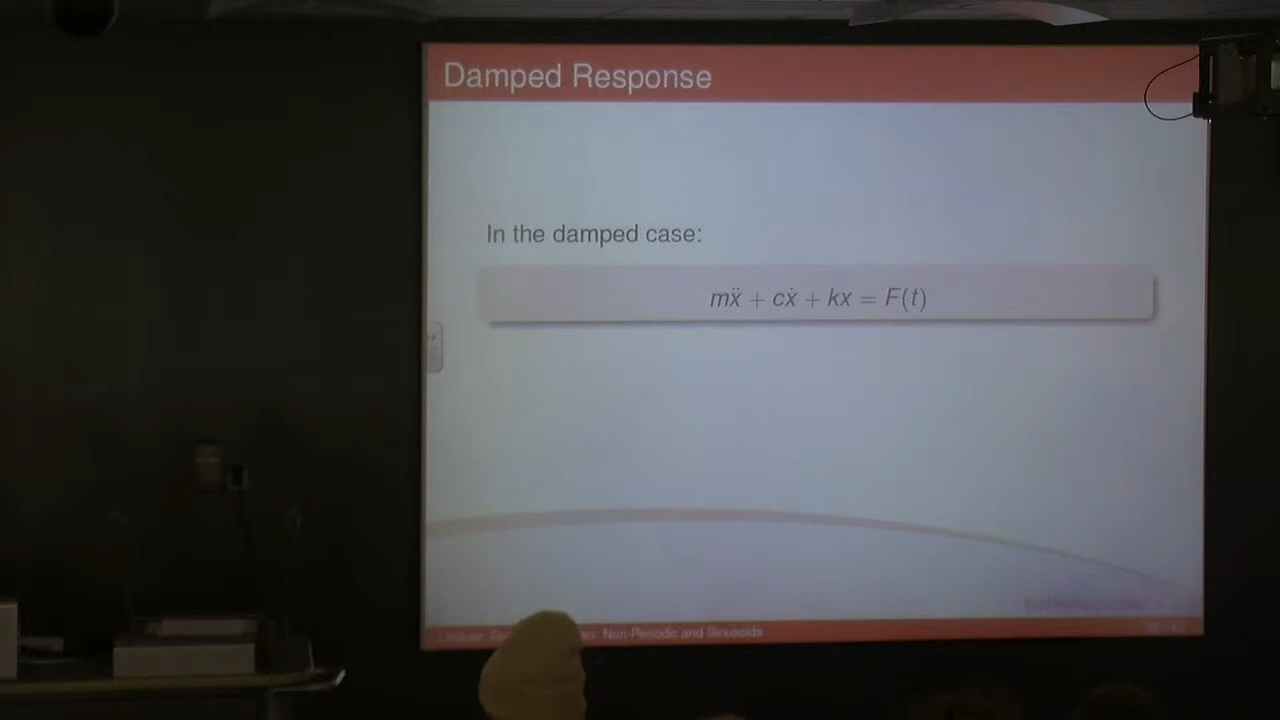 Damped Response
In the damped case:
mẍ + cẋ + kx = F(t)
Non-Periodic and Sinusoids